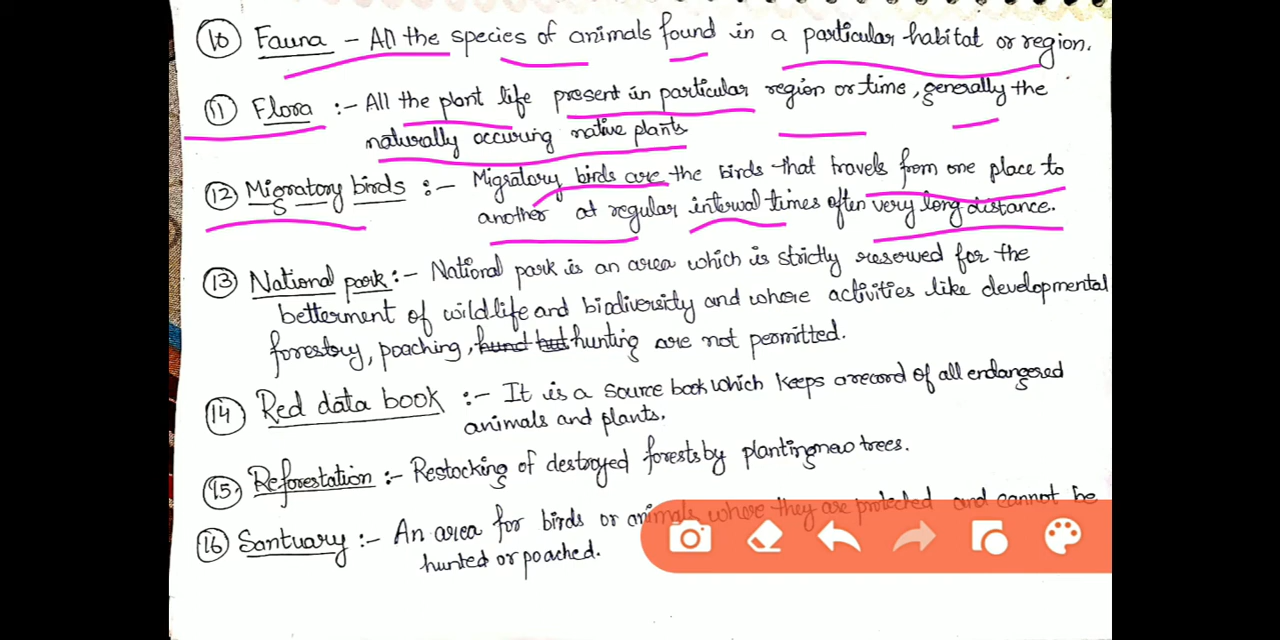 10 Fauna - All the species of animals found in a particular habitat or region.
11 Flora :- All the plant life present in particular region or time, generally the
naturally occuring native plants
12 Migratory birds :- Migratory birds are the birds that travels from one place to
another at regular interval times often very long distance.
13 National park :- National park is an area which is strictly reserved for the
betterment of wildlife and biodiversity and where activities like developmental
forestry, poaching, hund but hunting are not permitted.
14 Red data book :- It is a source book which keeps a record of all endangered
animals and plants.
15, Reforestation :- Restocking of destroyed forests by planting new trees.
16 Santuary :- An area for birds or animals where they are protected and cannot be
hunted or poached.